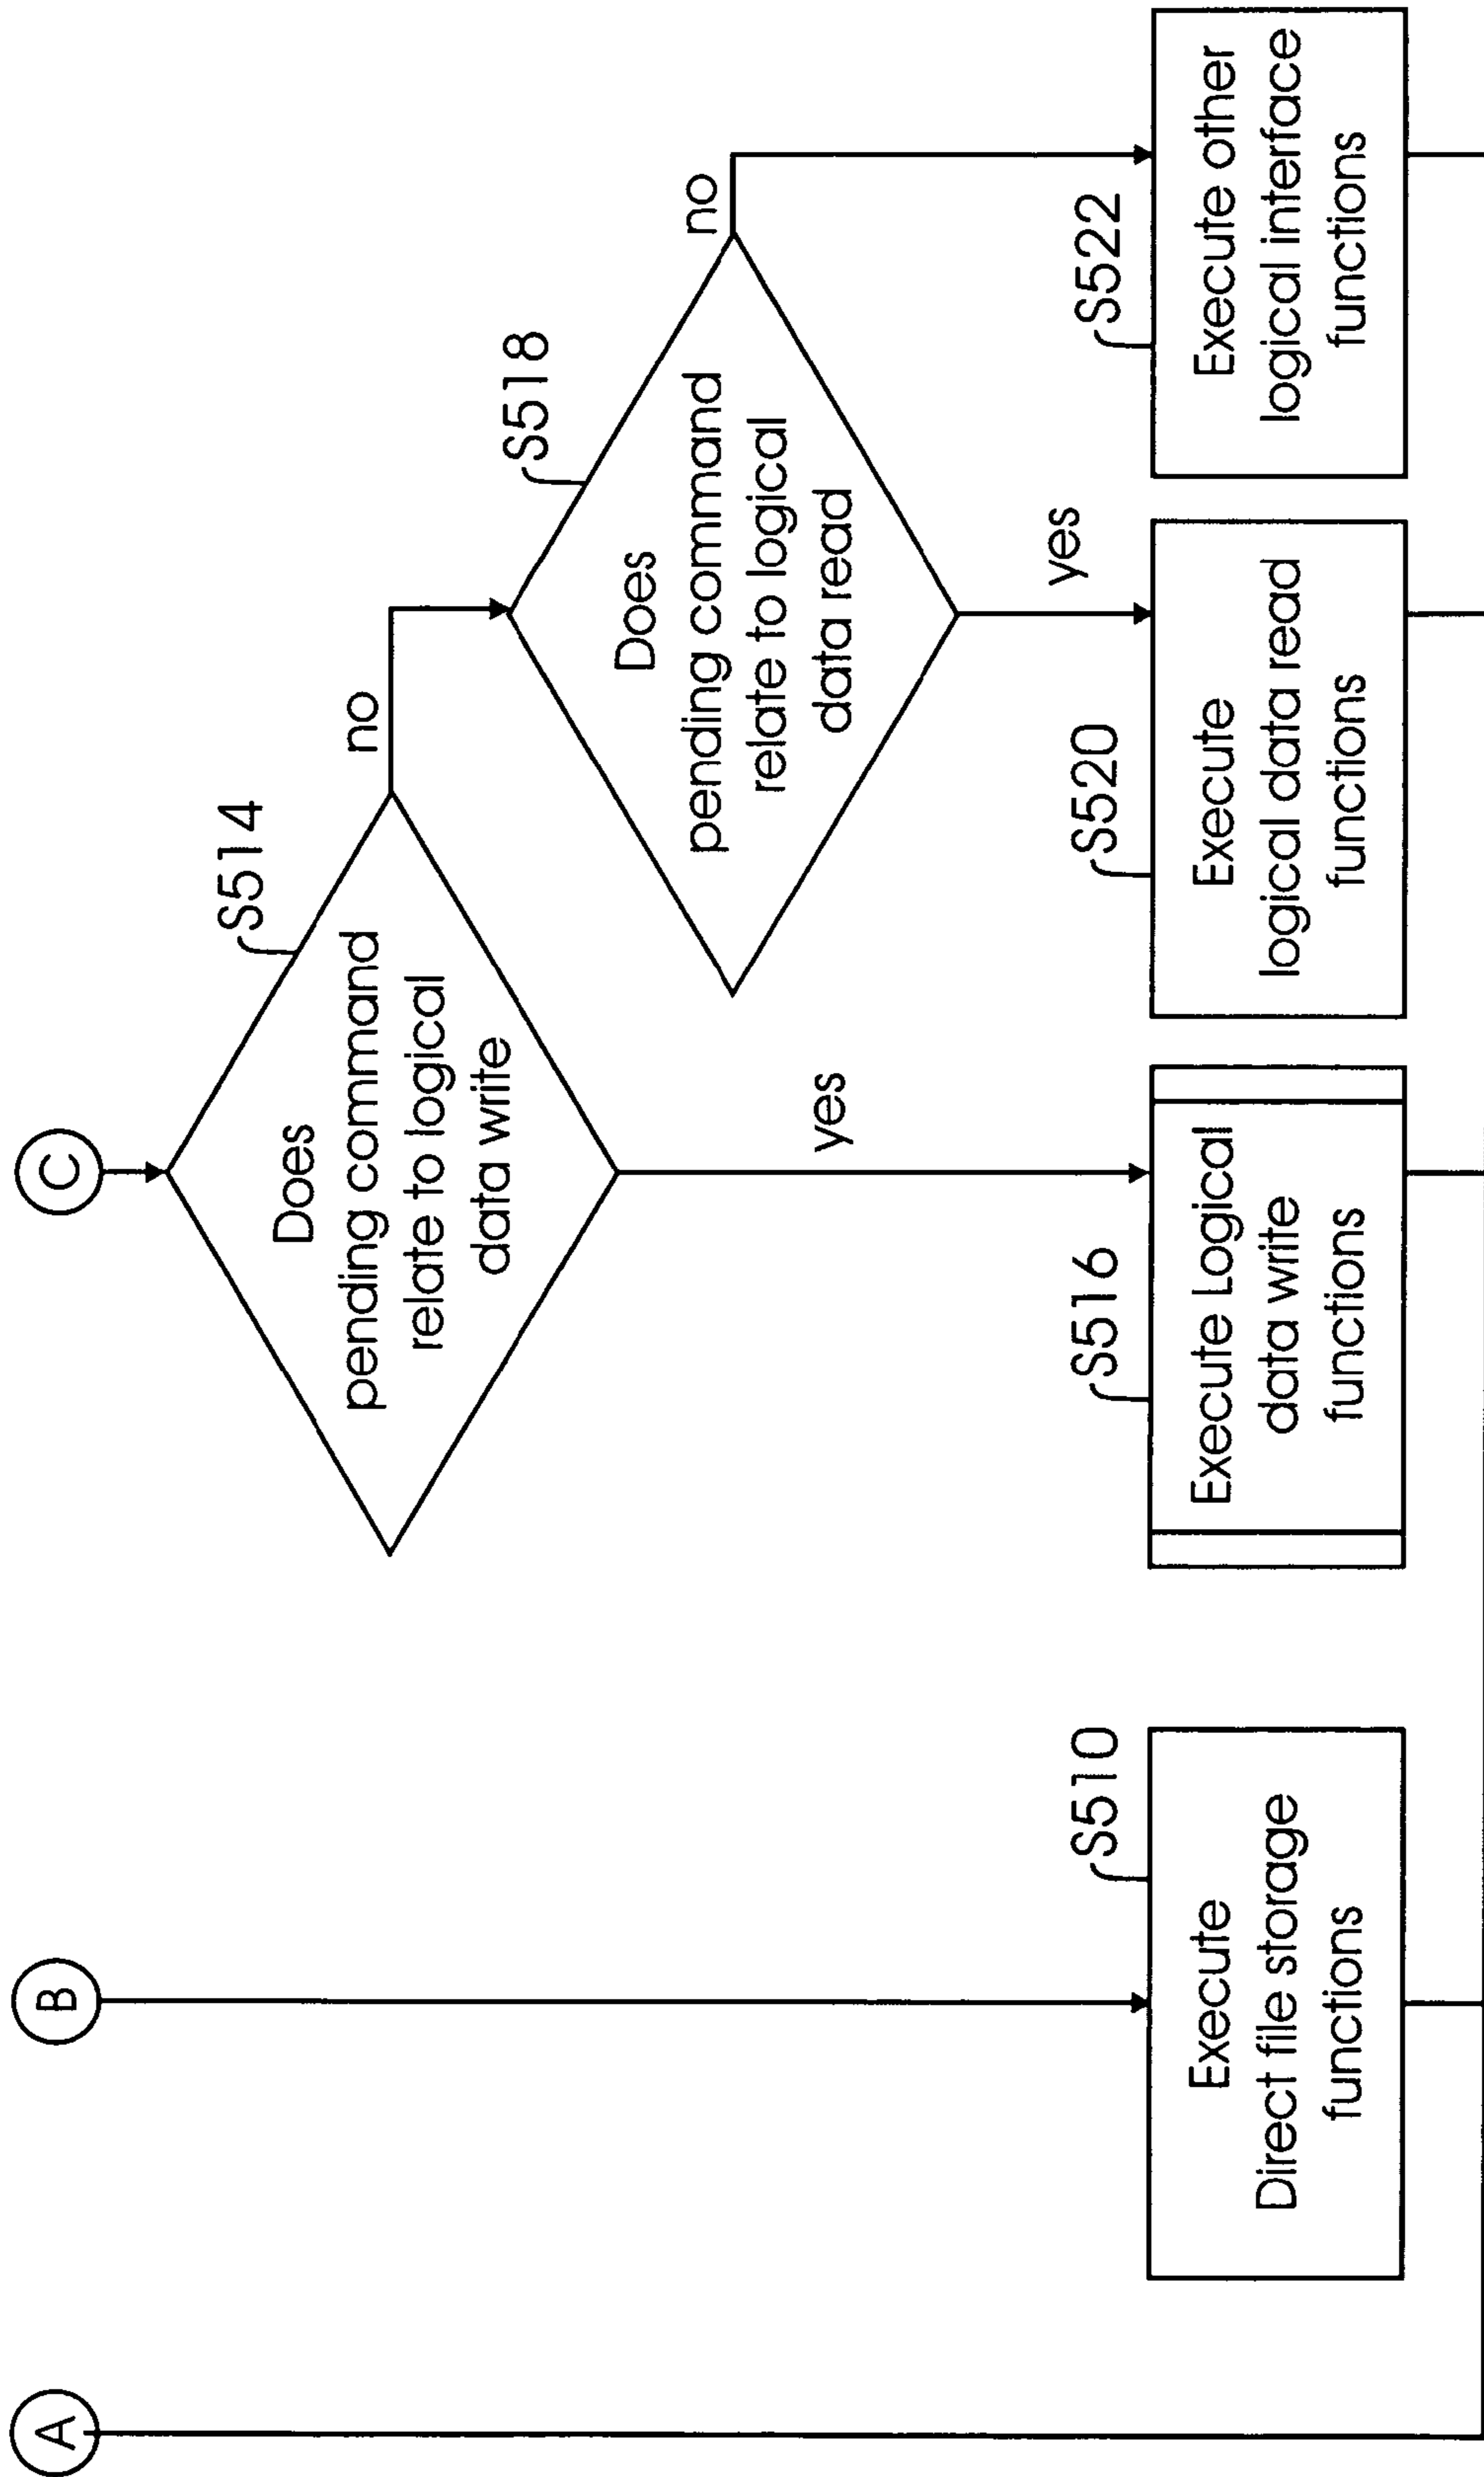 A
B
C
S514
Does
pending command
relate to logical
data write
no
yes
S518
Does
pending command
relate to logical
data read
no
yes
S510
Execute
Direct file storage
functions
S516
Execute Logical
data write
functions
S520
Execute
logical data read
functions
S522
Execute other
logical interface
functions